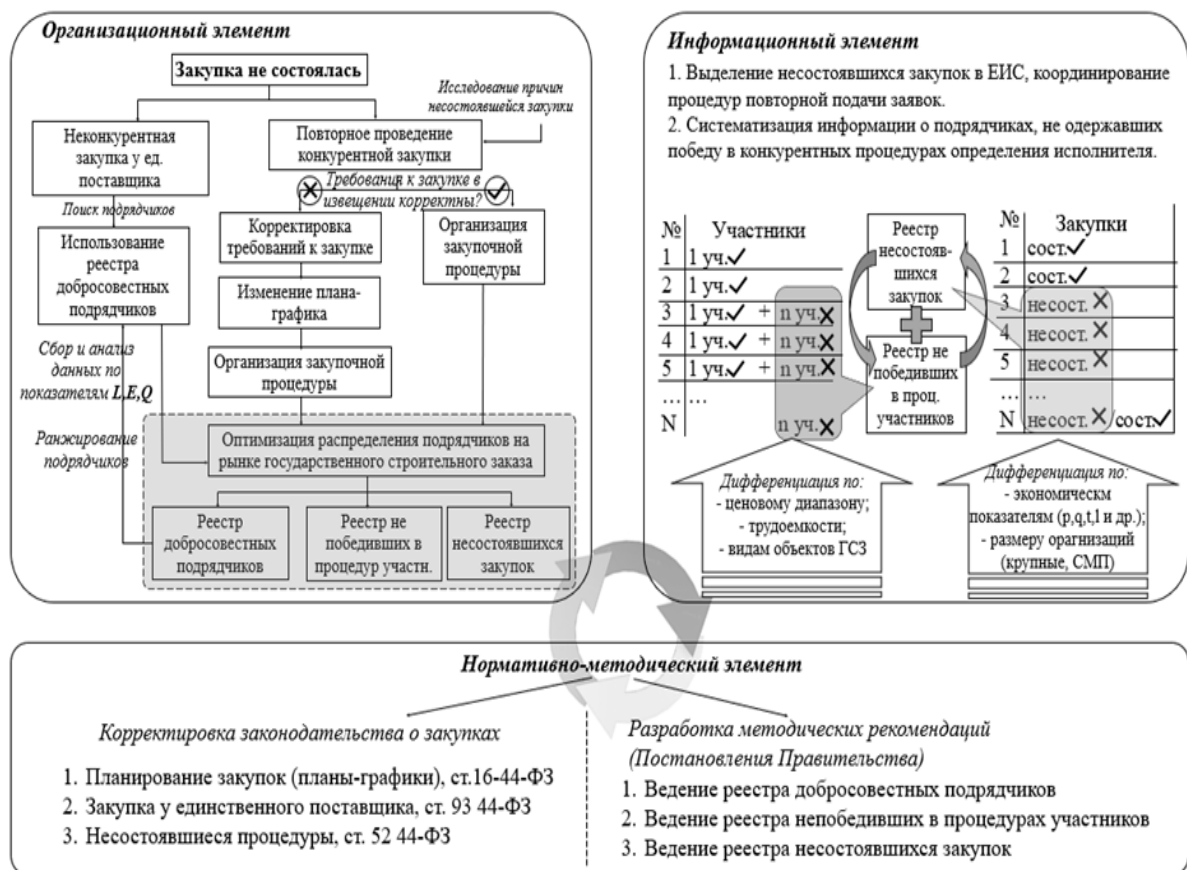 Организационный элемент
Закупка не состоялась
Исследование причин
несостоявшейся закупки
Неконкурентная
закупка у ед.
поставщика
Повторное проведение
конкурентной закупки
Требования к закупке в
извещении корректны?
Поиск подрядчиков
Использование
реестра
добросовестных
подрядчиков
Корректировка
требований к закупке
Организация
закупочной
процедуры
Изменение плана-
графика
Организация закупочной
процедуры
Сбор и анализ
данных по
показателям L,E,Q
Ранжирование
подрядчиков
Оптимизация распределения подрядчиков на
рынке государственного строительного заказа
Реестр
добросовестных
подрядчиков
Реестр не
победивших в
процедур участн.
Реестр
несостоявшихся
закупок
Информационный элемент
1. Выделение несостоявшихся закупок в ЕИС, координирование
процедур повторной подачи заявок.
2. Систематизация информации о подрядчиках, не одержавших
победу в конкурентных процедурах определения исполнителя.
№ Участники
1 1 уч.✓
2 1 уч.✓
3 1 уч.✓ + n уч.✗
4 1 уч.✓ + n уч.✗
5 1 уч.✓ + n уч.✗
... ...
N n уч.✗
Реестр
несостояв-
шихся
закупок
Реестр не
победивших
в проц.
участников
№ Закупки
1 сост.✓
2 сост.✓
3 несост.✗
4 несост.✗
5 несост.✗
... ...
N несост.✗/сост.✓
Дифференциация по:
- ценовому диапазону;
- трудоемкости;
- видам объектов ГСЗ
Дифференциация по:
- экономическм
показателям (p,q,t,l и др.);
- размеру орагнизаций
(крупные, СМП)
Нормативно-методический элемент
Корректировка законодательства о закупках
1. Планирование закупок (планы-графики), ст.16-44-ФЗ
2. Закупка у единственного поставщика, ст. 93 44-ФЗ
3. Несостоявшиеся процедуры, ст. 52 44-ФЗ
Разработка методических рекомендаций
(Постановления Правительства)
1. Ведение реестра добросовестных подрядчиков
2. Ведение реестра непобедивших в процедурах участников
3. Ведение реестра несостоявшихся закупок